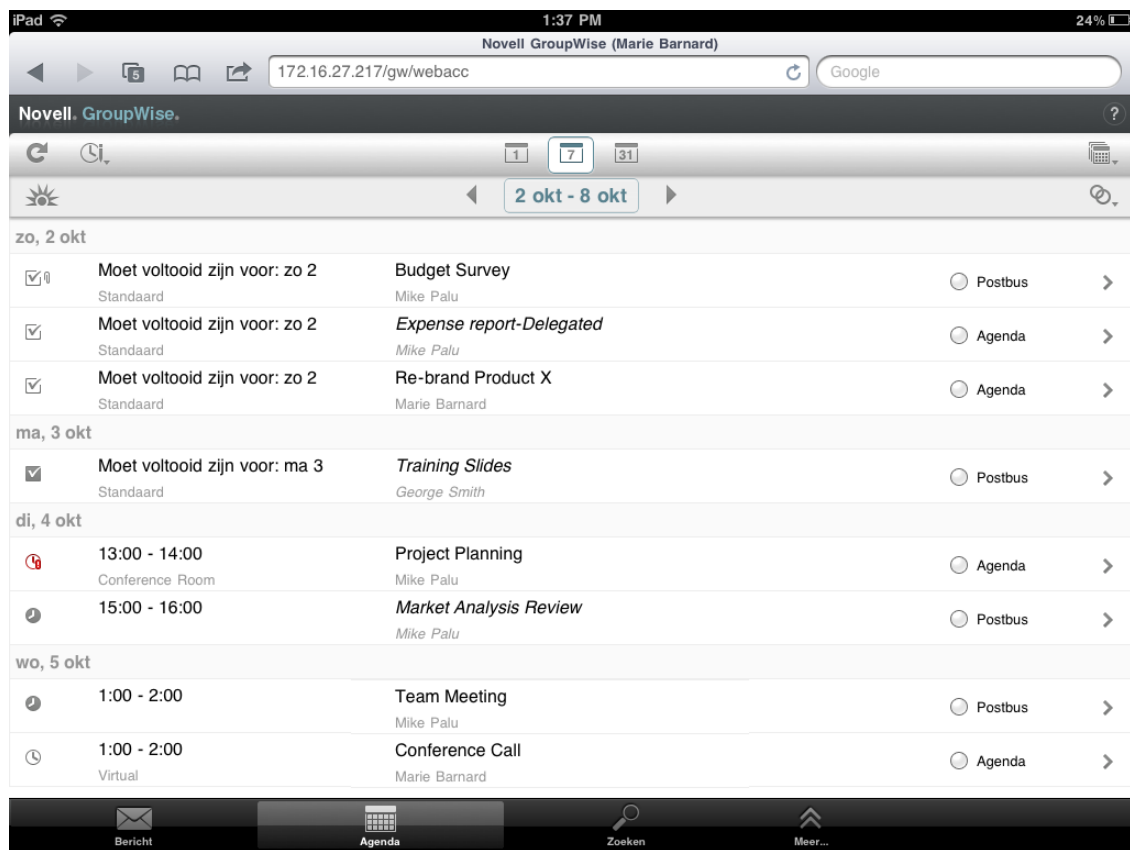 iPad 1:37 PM 24%
Novell GroupWise (Marie Barnard)
5 172.16.27.217/gw/webacc Google
Novell. GroupWise. ?
1 7 31
2 okt - 8 okt
zo, 2 okt
Moet voltooid zijn voor: zo 2 Budget Survey
Standaard Mike Palu Postbus
Moet voltooid zijn voor: zo 2 Expense report-Delegated
Standaard Mike Palu Agenda
Moet voltooid zijn voor: zo 2 Re-brand Product X
Standaard Marie Barnard Agenda
ma, 3 okt
Moet voltooid zijn voor: ma 3 Training Slides
Standaard George Smith Postbus
di, 4 okt
13:00 - 14:00 Project Planning
Conference Room Mike Palu Agenda
15:00 - 16:00 Market Analysis Review
Mike Palu Postbus
wo, 5 okt
1:00 - 2:00 Team Meeting
Mike Palu Postbus
1:00 - 2:00 Conference Call
Virtual Marie Barnard Agenda
Bericht Agenda Zoeken Meer...